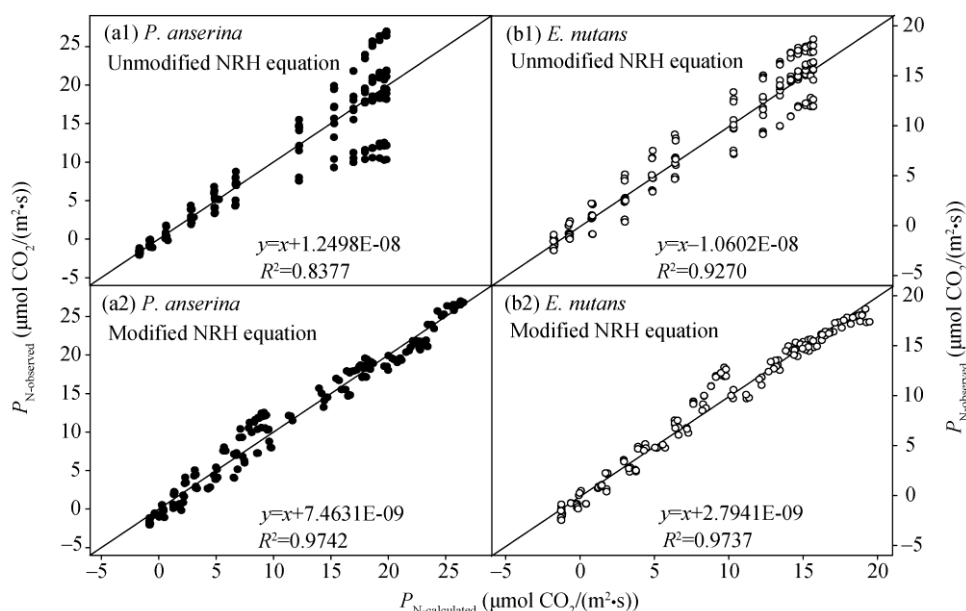 (a1) P. anserina
Unmodified NRH equation
25
20
15
10
5
0
-5
y=x+1.2498E-08
R²=0.8377
(b1) E. nutans
Unmodified NRH equation
20
15
10
5
0
−5
y=x−1.0602E-08
R²=0.9270
(a2) P. anserina
Modified NRH equation
25
20
15
10
5
0
−5
y=x+7.4631E-09
R²=0.9742
(b2) E. nutans
Modified NRH equation
20
15
10
5
0
−5
y=x+2.7941E-09
R²=0.9737
−5 0 5 10 15 20 25 −5 0 5 10 15 20
P N-observed (μmol CO₂/(m²•s))
P N-observed (μmol CO₂/(m²•s))
P N-calculated (μmol CO₂/(m²•s))